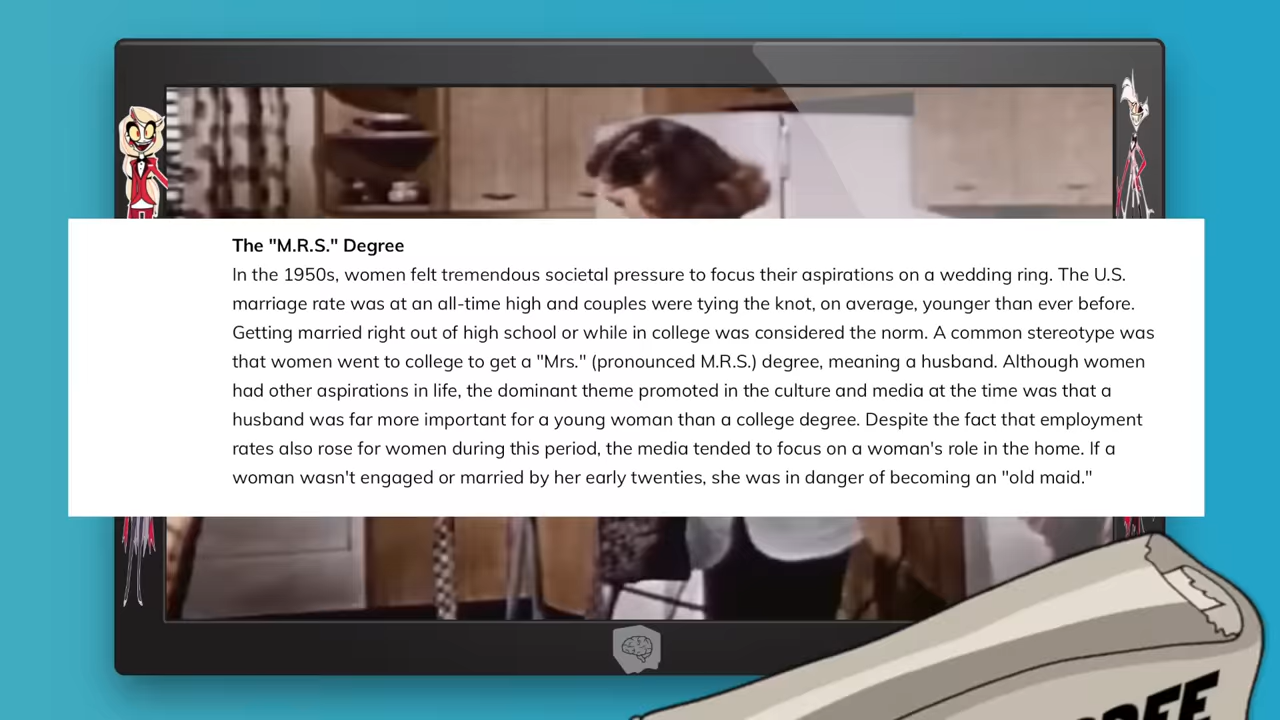 The "M.R.S." Degree
In the 1950s, women felt tremendous societal pressure to focus their aspirations on a wedding ring. The U.S.
marriage rate was at an all-time high and couples were tying the knot, on average, younger than ever before.
Getting married right out of high school or while in college was considered the norm. A common stereotype was
that women went to college to get a "Mrs." (pronounced M.R.S.) degree, meaning a husband. Although women
had other aspirations in life, the dominant theme promoted in the culture and media at the time was that a
husband was far more important for a young woman than a college degree. Despite the fact that employment
rates also rose for women during this period, the media tended to focus on a woman's role in the home. If a
woman wasn't engaged or married by her early twenties, she was in danger of becoming an "old maid."